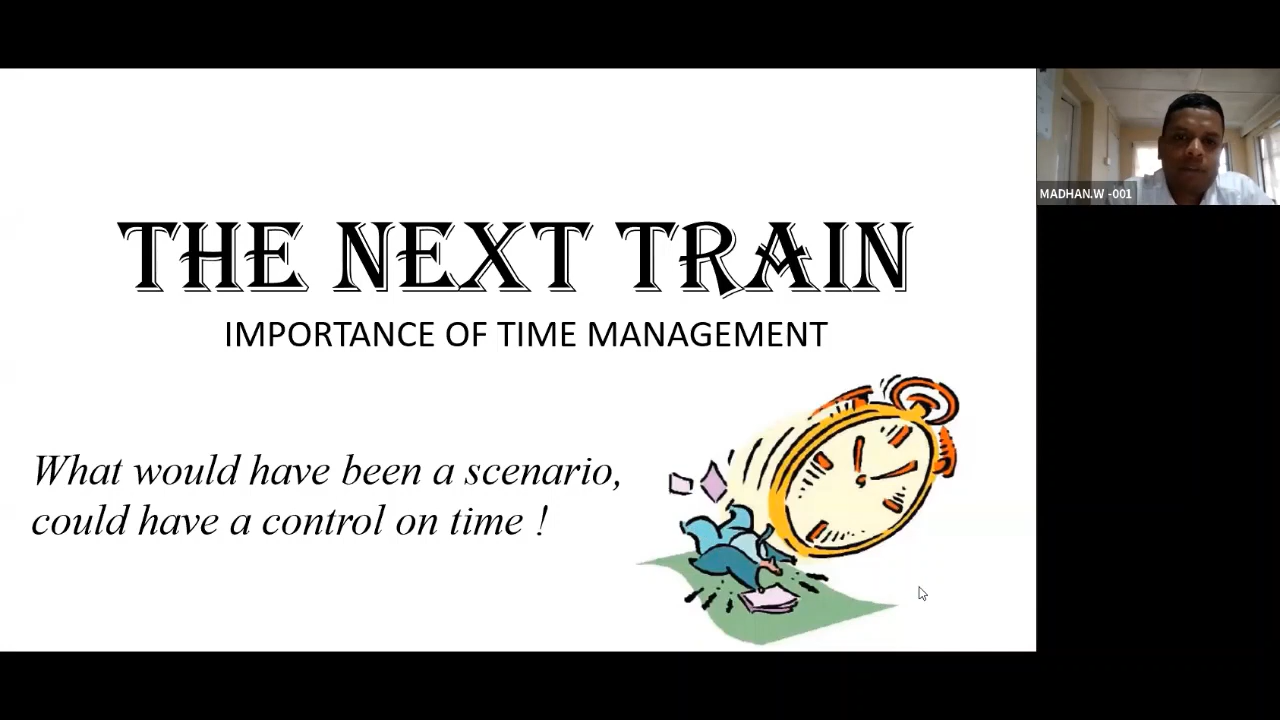 THE NEXT TRAIN
IMPORTANCE OF TIME MANAGEMENT
What would have been a scenario,
could have a control on time !
MADHAN.W -001